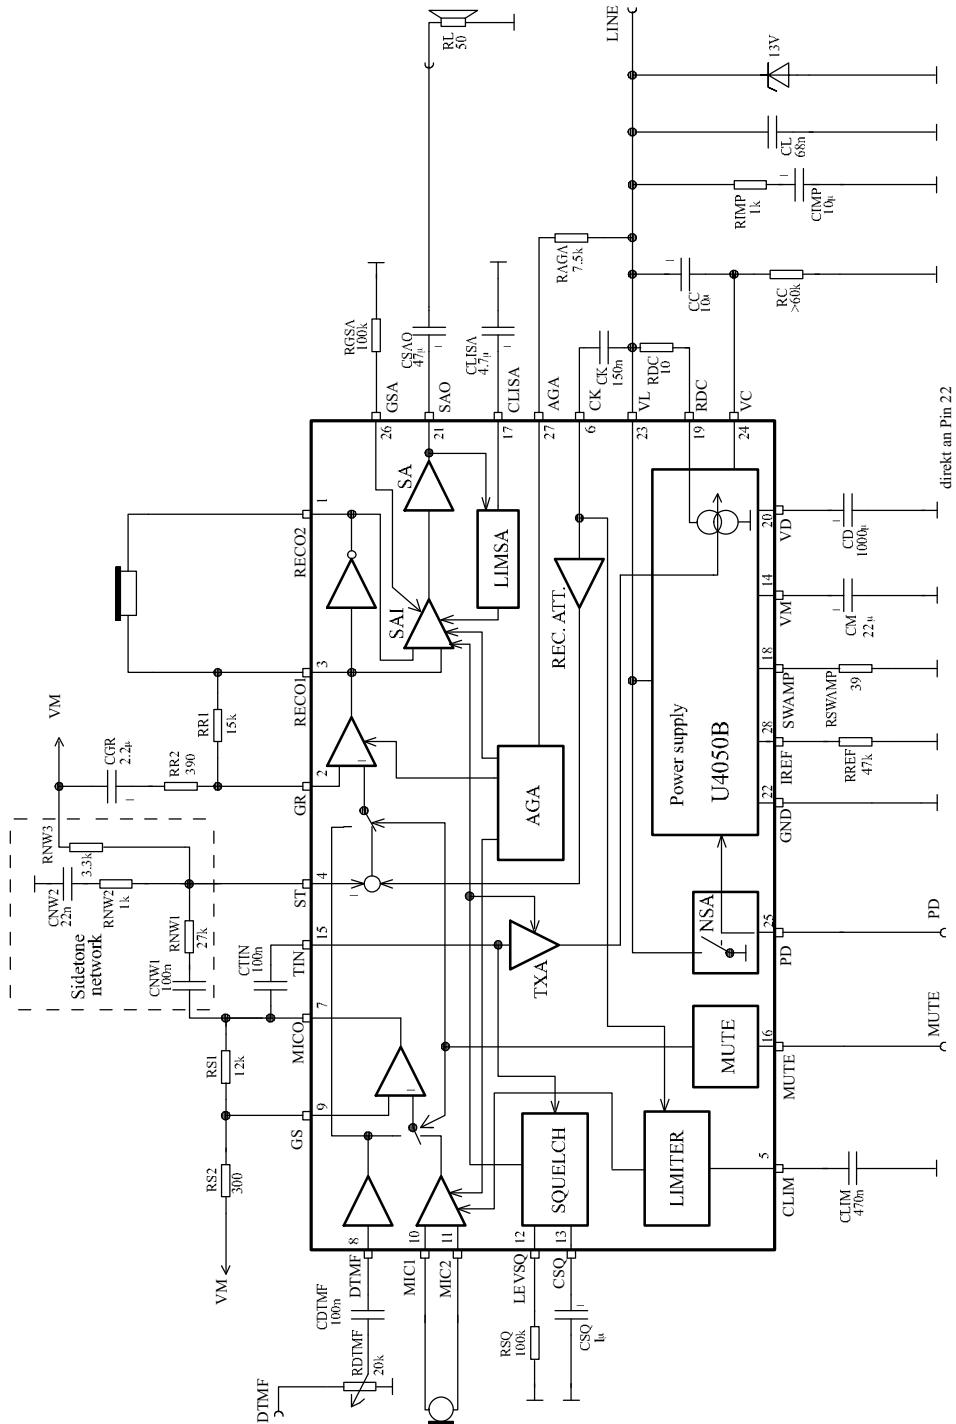 DTMF
RDTMF
20k
CDTMF
100n
DTMF
8
MIC1
10
MIC2
11
RSQ
100k
LEVSQ
12
CSQ
1µ
CSQ
13
SQUELCH
LIMITER
CLIM
5
CLIM
470n
VM
RS2
300
GS
9
RS1
12k
MICO
7
MUTE
MUTE
16
MUTE
Sidetone
network
CNW1
100n
RNW1
27k
CNW2
22n
RNW2
1k
RNW3
3.3k
CTIN
100n
TIN
15
TXA
NSA
PD
25
PD
ST
4
AGA
GR
2
CGR
2.2µ
RR2
390
RR1
15k
VM
RECO1
3
RECO2
1
SAI
SA
LIMSA
REC. ATT.
Power supply
U4050B
GND
22
IREF
28
RREF
47k
SWAMP
18
RSWAMP
39
VM
14
CM
22µ
VD
20
CD
1000µ
direkt an Pin 22
GSA
26
RGSA
100k
SAO
21
CSAO
47µ
RL
50
CLISA
17
CLISA
4.7µ
AGA
27
RAGA
7.5k
CK
6
CK
150n
VL
23
RDC
10
RDC
19
VC
24
CC
10µ
RC
>60k
RIMP
1k
CIMP
10µ
CL
68n
13V
LINE